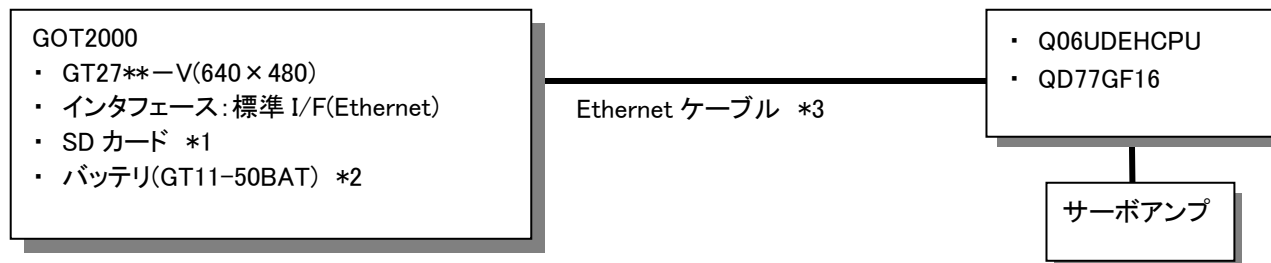 GOT2000
・ GT27**－V(640×480)
・ インタフェース：標準 I/F(Ethernet)
・ SD カード *1
・ バッテリ(GT11-50BAT) *2
Ethernet ケーブル *3
・ Q06UDEHCPU
・ QD77GF16
サーボアンプ